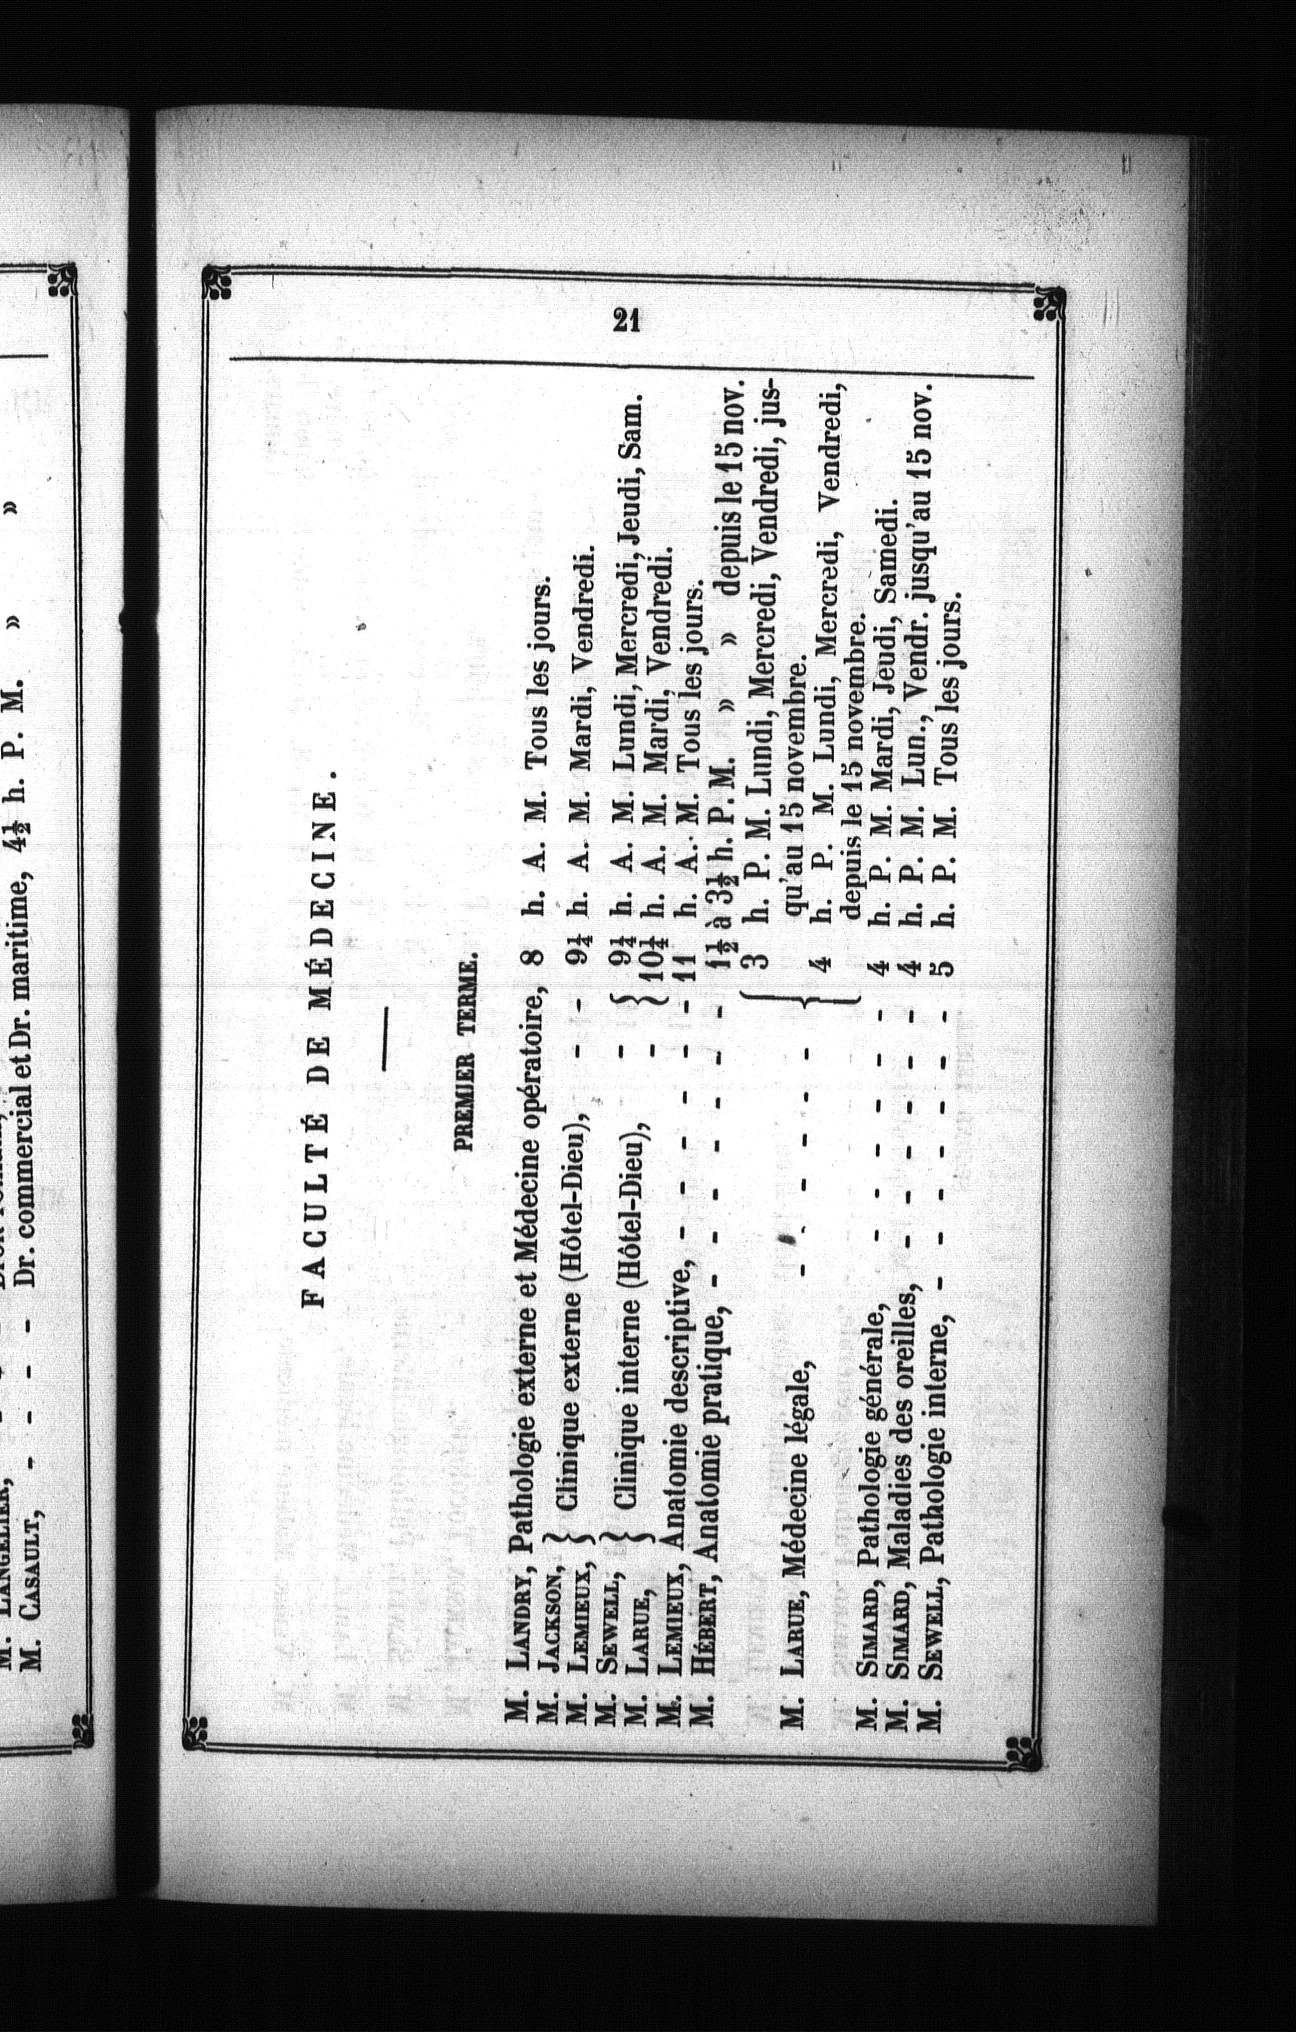 21
FACULTÉ DE MÉDECINE.
PREMIER TERME.
M. LANDRY, Pathologie externe et Médecine opératoire, 8 h. A. M. Tous les jours.
M. JACKSON, }
M. LEMIEUX, } Clinique externe (Hôtel-Dieu), - - 9¼ h. A. M. Mardi, Vendredi.
M. SEWELL, } Clinique interne (Hôtel-Dieu), - { 9¼ h. A. M. Lundi, Mercredi, Jeudi, Sam.
M. LARUE, } - { 10¼ h. A. M. Mardi, Vendredi.
M. LEMIEUX, Anatomie descriptive, - - - - - - 11 h. A. M. Tous les jours.
M. HÉBERT, Anatomie pratique, - - - - - - - 1½ à 3½ h. P. M. » » depuis le 15 nov.
{ 3 h. P. M. Lundi, Mercredi, Vendredi, jus-
qu'au 15 novembre.
M. LARUE, Médecine légale, - - - - - - { 4 h. P. M. Lundi, Mercredi, Vendredi,
depuis le 15 novembre.
M. SIMARD, Pathologie générale, - - - - - - 4 h. P. M. Mardi, Jeudi, Samedi.
M. SIMARD, Maladies des oreilles, - - - - - - 4 h. P. M. Lun., Vendr. jusqu'au 15 nov.
M. SEWELL, Pathologie interne, - - - - - - - 5 h. P. M. Tous les jours.
M. LANGELIER,
M. CASAULT, - - - - Dr. commercial et Dr. maritime, 4½ h. P. M. » »